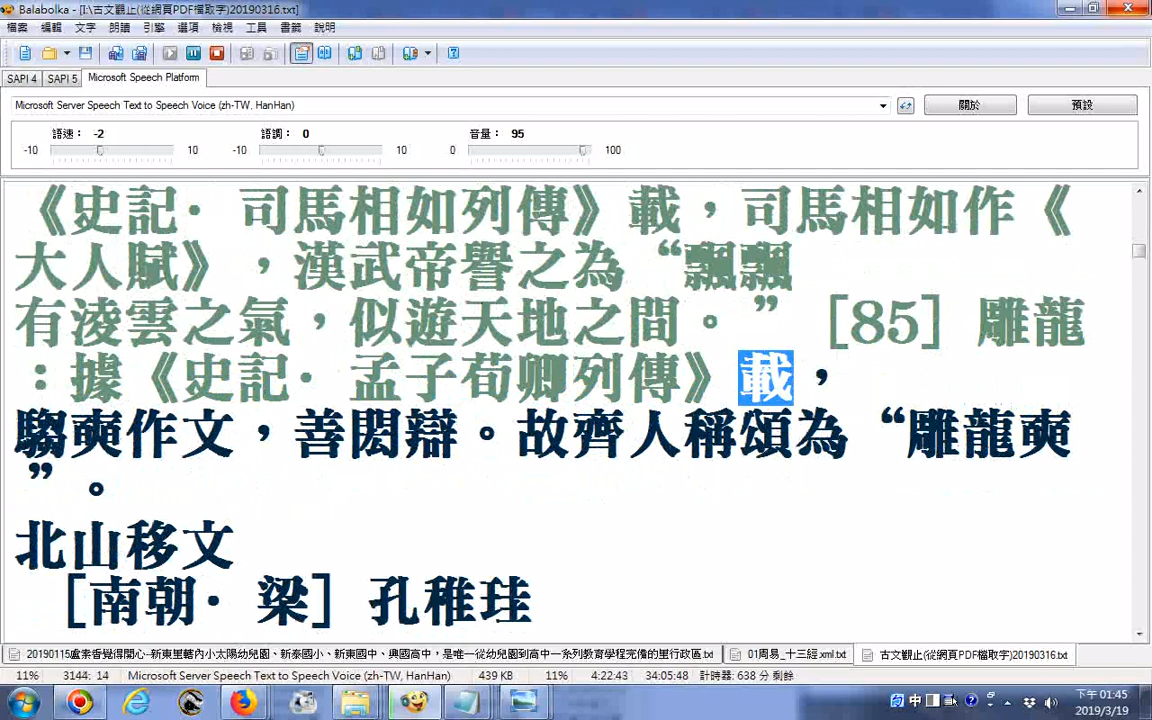 Balabolka - [I:\古文觀止(從網頁PDF檔取字)20190316.txt]
檔案 編輯 文字 朗讀 引擎 選項 檢視 工具 書籤 說明
SAPI 4 SAPI 5 Microsoft Speech Platform
Microsoft Server Speech Text to Speech Voice (zh-TW, HanHan) 關於 預設
語速： -2 語調： 0 音量： 95
-10 10 -10 10 0 100
《史記· 司馬相如列傳》載，司馬相如作《
大人賦》，漢武帝譽之為“飄飄
有淩雲之氣，似遊天地之間。” [85] 雕龍
：據《史記· 孟子荀卿列傳》載，
騶奭作文，善閎辯。故齊人稱頌為“雕龍奭
”。
北山移文
[南朝· 梁] 孔稚珪
20190115盧素香覺得開心--新東里轄內小太陽幼兒園、新泰國小、新東國中、興國高中，是唯一從幼兒園到高中一系列教育學程完備的里行政區.txt 01周易_十三經.xml.txt 古文觀止(從網頁PDF檔取字)20190316.txt
11% 3144: 14 Microsoft Server Speech Text to Speech Voice (zh-TW, HanHan) 439 KB 11% 4:22:43 34:05:48 計時器: 638 分 剩餘
中 下午 01:45
2019/3/19